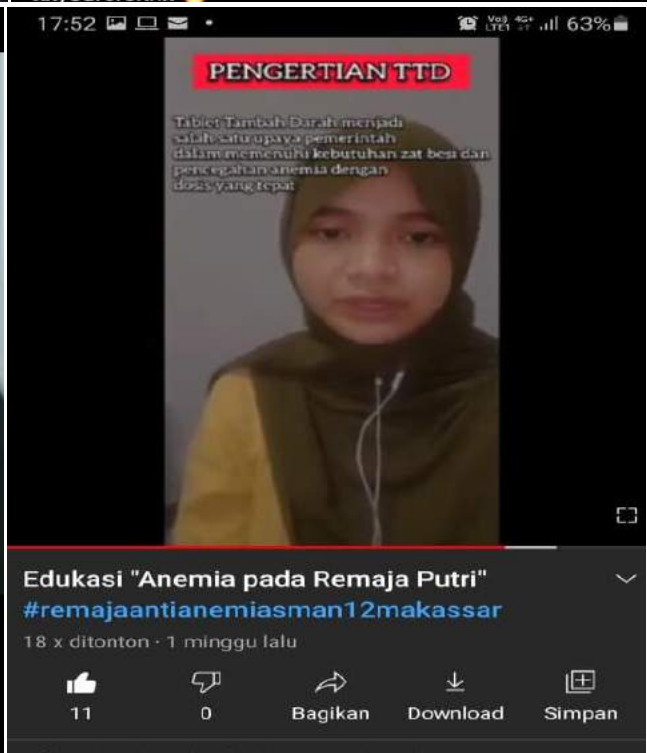 17:52
63%
PENGERTIAN TTD
Tablet Tambah Darah menjadi
salah satu upaya pemerintah
dalam memenuhi kebutuhan zat besi dan
pencegahan anemia dengan
dosis yang tepat
Edukasi "Anemia pada Remaja Putri"
#remajaantianemiasman12makassar
18 x ditonton · 1 minggu lalu
11
0
Bagikan
Download
Simpan